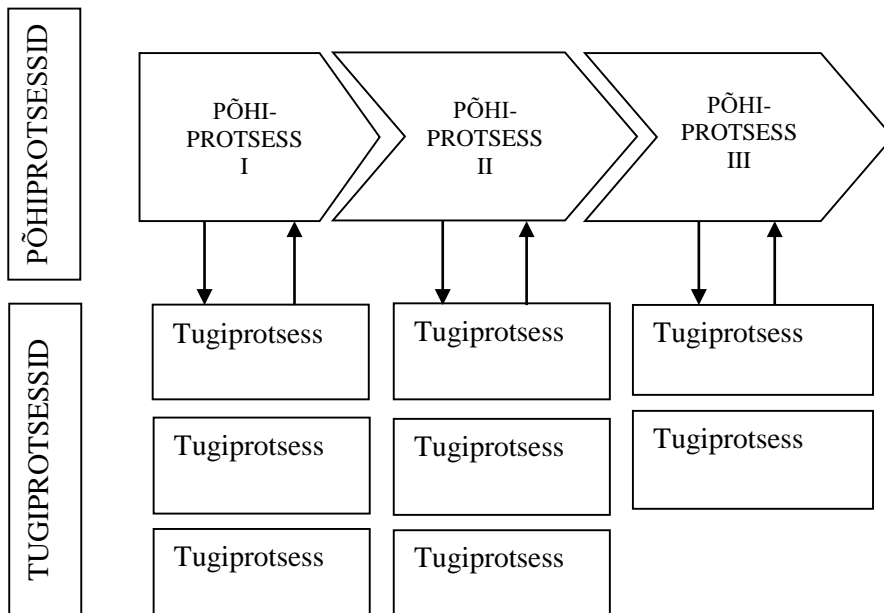 PÕHIPROTSESSID
PÕHI-
PROTSESS
I
PÕHI-
PROTSESS
II
PÕHI-
PROTSESS
III
TUGIPROTSESSID
Tugiprotsess
Tugiprotsess
Tugiprotsess
Tugiprotsess
Tugiprotsess
Tugiprotsess
Tugiprotsess
Tugiprotsess